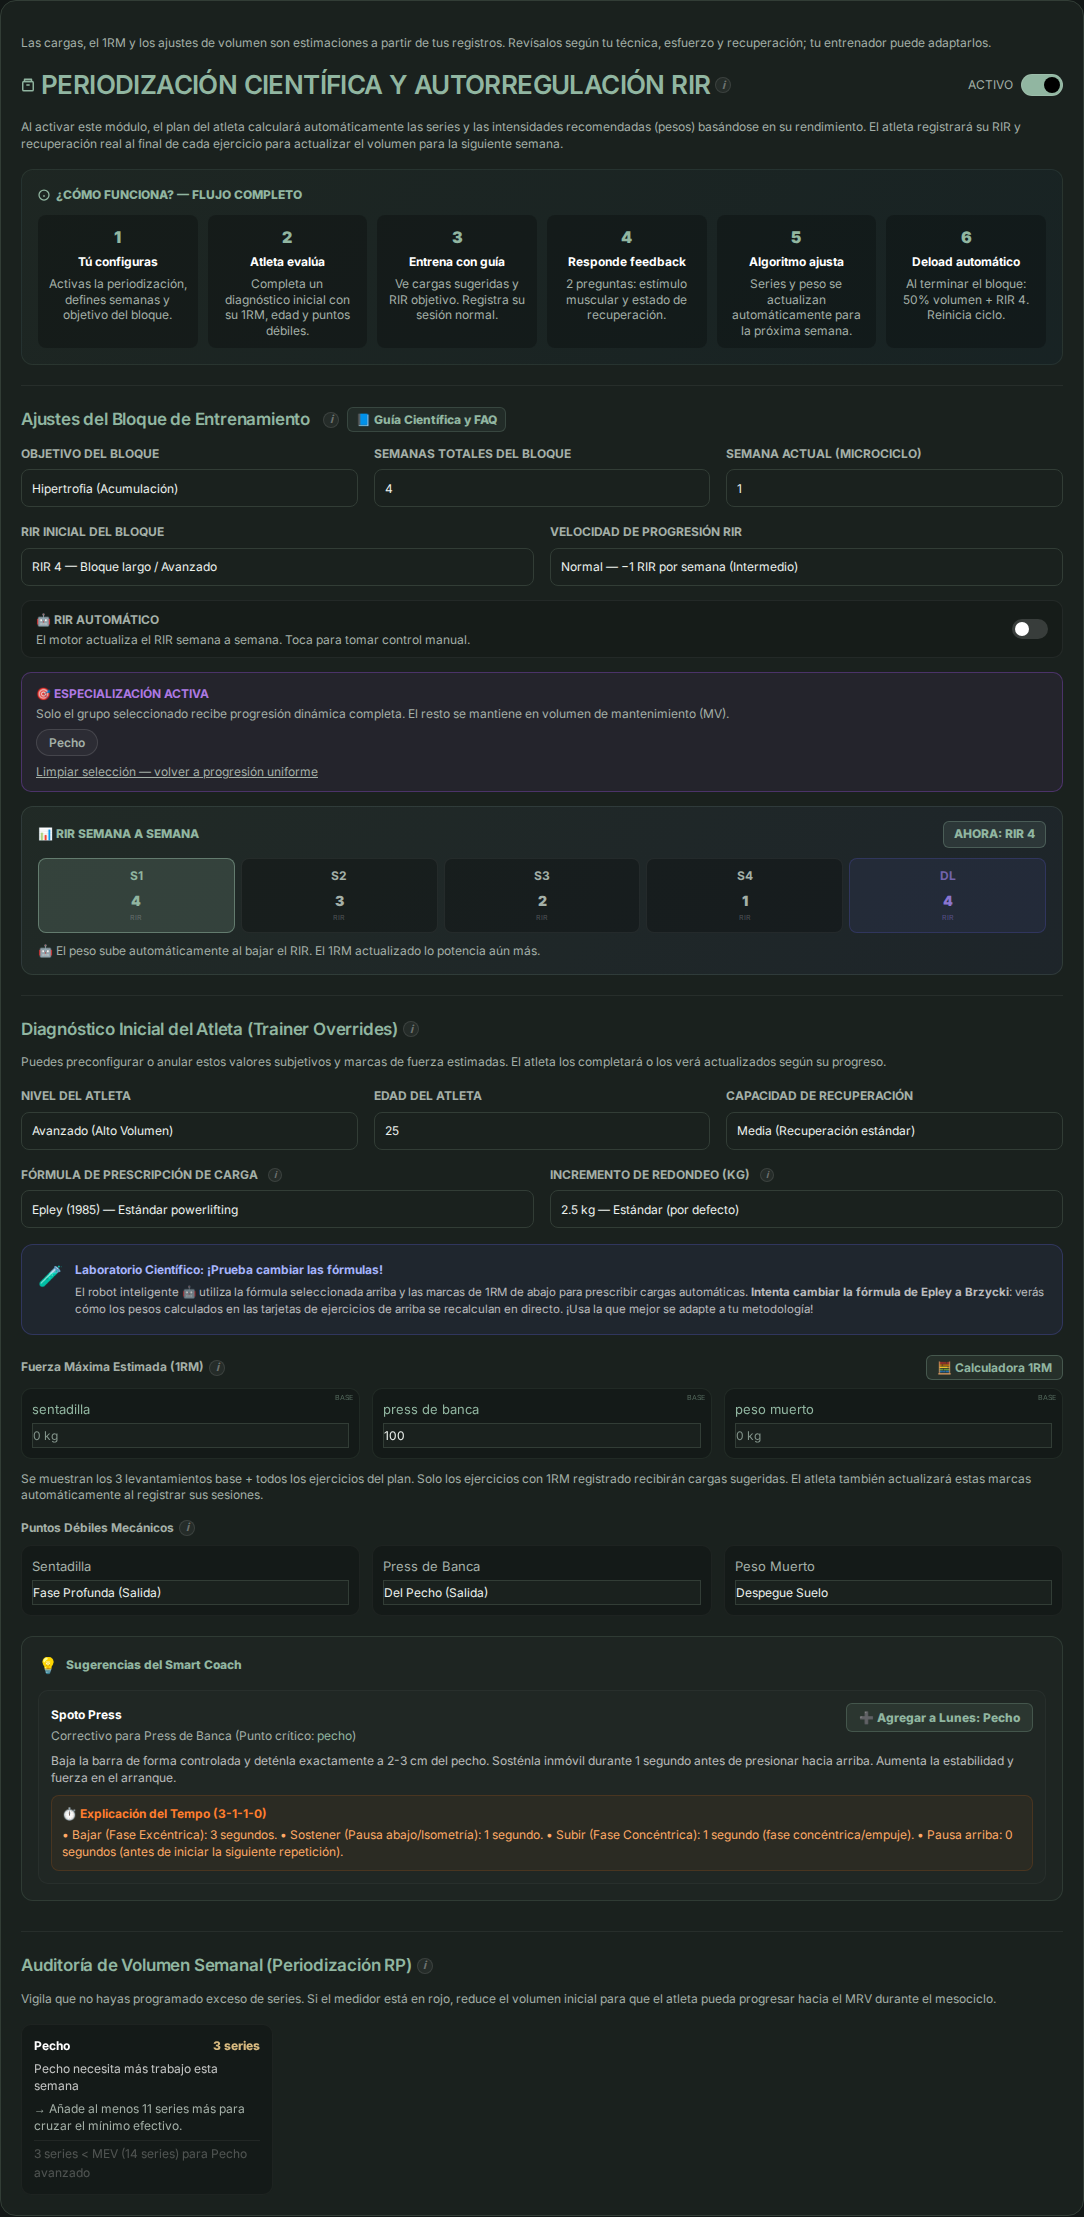 Las cargas, el 1RM y los ajustes de volumen son estimaciones a partir de tus registros. Revísalos según tu técnica, esfuerzo y recuperación; tu entrenador puede adaptarlos.
PERIODIZACIÓN CIENTÍFICA Y AUTORREGULACIÓN RIR i
ACTIVO
Al activar este módulo, el plan del atleta calculará automáticamente las series y las intensidades recomendadas (pesos) basándose en su rendimiento. El atleta registrará su RIR y
recuperación real al final de cada ejercicio para actualizar el volumen para la siguiente semana.
¿CÓMO FUNCIONA? — FLUJO COMPLETO
1
Tú configuras
Activas la periodización,
defines semanas y
objetivo del bloque.
2
Atleta evalúa
Completa un
diagnóstico inicial con
su 1RM, edad y puntos
débiles.
3
Entrena con guía
Ve cargas sugeridas y
RIR objetivo. Registra su
sesión normal.
4
Responde feedback
2 preguntas: estímulo
muscular y estado de
recuperación.
5
Algoritmo ajusta
Series y peso se
actualizan
automáticamente para
la próxima semana.
6
Deload automático
Al terminar el bloque:
50% volumen + RIR 4.
Reinicia ciclo.
Ajustes del Bloque de Entrenamiento i
📘 Guía Científica y FAQ
OBJETIVO DEL BLOQUE
Hipertrofia (Acumulación)
SEMANAS TOTALES DEL BLOQUE
4
SEMANA ACTUAL (MICROCICLO)
1
RIR INICIAL DEL BLOQUE
RIR 4 — Bloque largo / Avanzado
VELOCIDAD DE PROGRESIÓN RIR
Normal — −1 RIR por semana (Intermedio)
🤖 RIR AUTOMÁTICO
El motor actualiza el RIR semana a semana. Toca para tomar control manual.
🎯 ESPECIALIZACIÓN ACTIVA
Solo el grupo seleccionado recibe progresión dinámica completa. El resto se mantiene en volumen de mantenimiento (MV).
Pecho
Limpiar selección — volver a progresión uniforme
📊 RIR SEMANA A SEMANA
AHORA: RIR 4
S1
4
RIR
S2
3
RIR
S3
2
RIR
S4
1
RIR
DL
4
RIR
🤖 El peso sube automáticamente al bajar el RIR. El 1RM actualizado lo potencia aún más.
Diagnóstico Inicial del Atleta (Trainer Overrides) i
Puedes preconfigurar o anular estos valores subjetivos y marcas de fuerza estimadas. El atleta los completará o los verá actualizados según su progreso.
NIVEL DEL ATLETA
Avanzado (Alto Volumen)
EDAD DEL ATLETA
25
CAPACIDAD DE RECUPERACIÓN
Media (Recuperación estándar)
FÓRMULA DE PRESCRIPCIÓN DE CARGA i
Epley (1985) — Estándar powerlifting
INCREMENTO DE REDONDEO (KG) i
2.5 kg — Estándar (por defecto)
🧪 Laboratorio Científico: ¡Prueba cambiar las fórmulas!
El robot inteligente 🤖 utiliza la fórmula seleccionada arriba y las marcas de 1RM de abajo para prescribir cargas automáticas. Intenta cambiar la fórmula de Epley a Brzycki: verás
cómo los pesos calculados en las tarjetas de ejercicios de arriba se recalculan en directo. ¡Usa la que mejor se adapte a tu metodología!
Fuerza Máxima Estimada (1RM) i
🧮 Calculadora 1RM
BASE
sentadilla
0 kg
BASE
press de banca
100
BASE
peso muerto
0 kg
Se muestran los 3 levantamientos base + todos los ejercicios del plan. Solo los ejercicios con 1RM registrado recibirán cargas sugeridas. El atleta también actualizará estas marcas
automáticamente al registrar sus sesiones.
Puntos Débiles Mecánicos i
Sentadilla
Fase Profunda (Salida)
Press de Banca
Del Pecho (Salida)
Peso Muerto
Despegue Suelo
💡 Sugerencias del Smart Coach
Spoto Press
➕ Agregar a Lunes: Pecho
Correctivo para Press de Banca (Punto crítico: pecho)
Baja la barra de forma controlada y deténla exactamente a 2-3 cm del pecho. Sosténla inmóvil durante 1 segundo antes de presionar hacia arriba. Aumenta la estabilidad y
fuerza en el arranque.
⏱️ Explicación del Tempo (3-1-1-0)
• Bajar (Fase Excéntrica): 3 segundos. • Sostener (Pausa abajo/Isometría): 1 segundo. • Subir (Fase Concéntrica): 1 segundo (fase concéntrica/empuje). • Pausa arriba: 0
segundos (antes de iniciar la siguiente repetición).
Auditoría de Volumen Semanal (Periodización RP) i
Vigila que no hayas programado exceso de series. Si el medidor está en rojo, reduce el volumen inicial para que el atleta pueda progresar hacia el MRV durante el mesociclo.
Pecho
3 series
Pecho necesita más trabajo esta
semana
→ Añade al menos 11 series más para
cruzar el mínimo efectivo.
3 series < MEV (14 series) para Pecho
avanzado